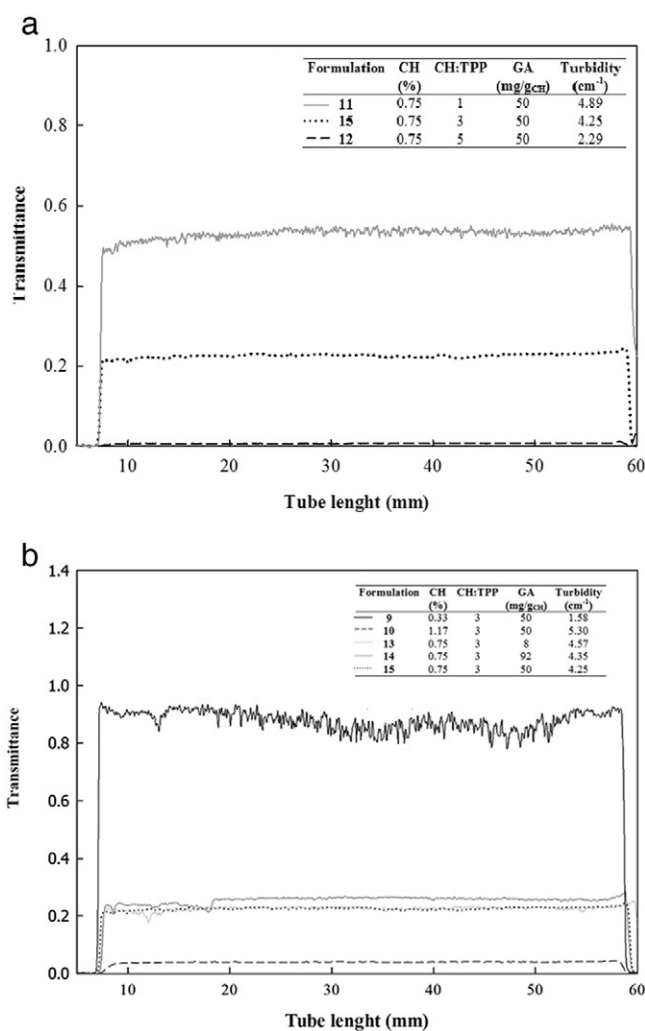 a
1.0
Formulation CH CH:TPP GA Turbidity
(%) (mg/gCH) (cm-1)
11 0.75 1 50 4.89
15 0.75 3 50 4.25
12 0.75 5 50 2.29
0.8
0.6
0.4
0.2
0.0
Transmittance
10 20 30 40 50 60
Tube lenght (mm)
b
1.4
Formulation CH CH:TPP GA Turbidity
(%) (mg/gCH) (cm-1)
9 0.33 3 50 1.58
10 1.17 3 50 5.30
13 0.75 3 8 4.57
14 0.75 3 92 4.35
15 0.75 3 50 4.25
1.2
1.0
0.8
0.6
0.4
0.2
0.0
Transmittance
10 20 30 40 50 60
Tube lenght (mm)